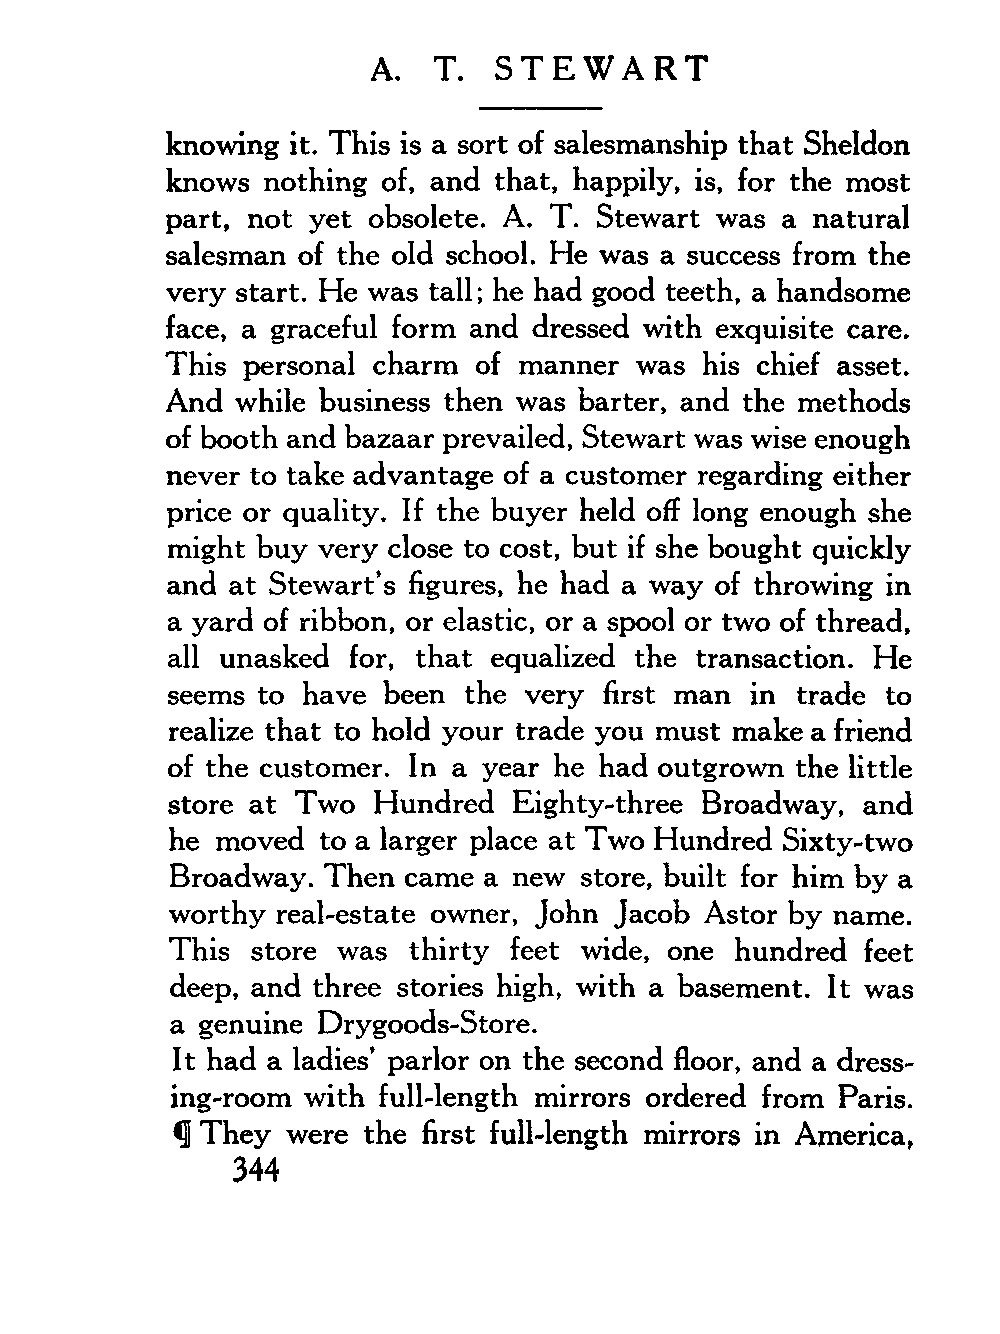 A. T. STEWART
knowing it. This is a sort of salesmanship that Sheldon
knows nothing of, and that, happily, is, for the most
part, not yet obsolete. A. T. Stewart was a natural
salesman of the old school. He was a success from the
very start. He was tall; he had good teeth, a handsome
face, a graceful form and dressed with exquisite care.
This personal charm of manner was his chief asset.
And while business then was barter, and the methods
of booth and bazaar prevailed, Stewart was wise enough
never to take advantage of a customer regarding either
price or quality. If the buyer held off long enough she
might buy very close to cost, but if she bought quickly
and at Stewart's figures, he had a way of throwing in
a yard of ribbon, or elastic, or a spool or two of thread,
all unasked for, that equalized the transaction. He
seems to have been the very first man in trade to
realize that to hold your trade you must make a friend
of the customer. In a year he had outgrown the little
store at Two Hundred Eighty-three Broadway, and
he moved to a larger place at Two Hundred Sixty-two
Broadway. Then came a new store, built for him by a
worthy real-estate owner, John Jacob Astor by name.
This store was thirty feet wide, one hundred feet
deep, and three stories high, with a basement. It was
a genuine Drygoods-Store.
It had a ladies' parlor on the second floor, and a dress-
ing-room with full-length mirrors ordered from Paris.
¶ They were the first full-length mirrors in America,
344